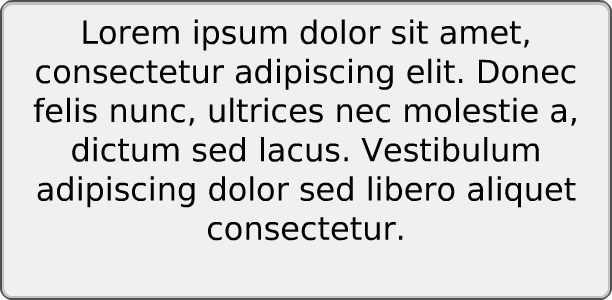 Lorem ipsum dolor sit amet,
consectetur adipiscing elit. Donec
felis nunc, ultrices nec molestie a,
dictum sed lacus. Vestibulum
adipiscing dolor sed libero aliquet
consectetur.